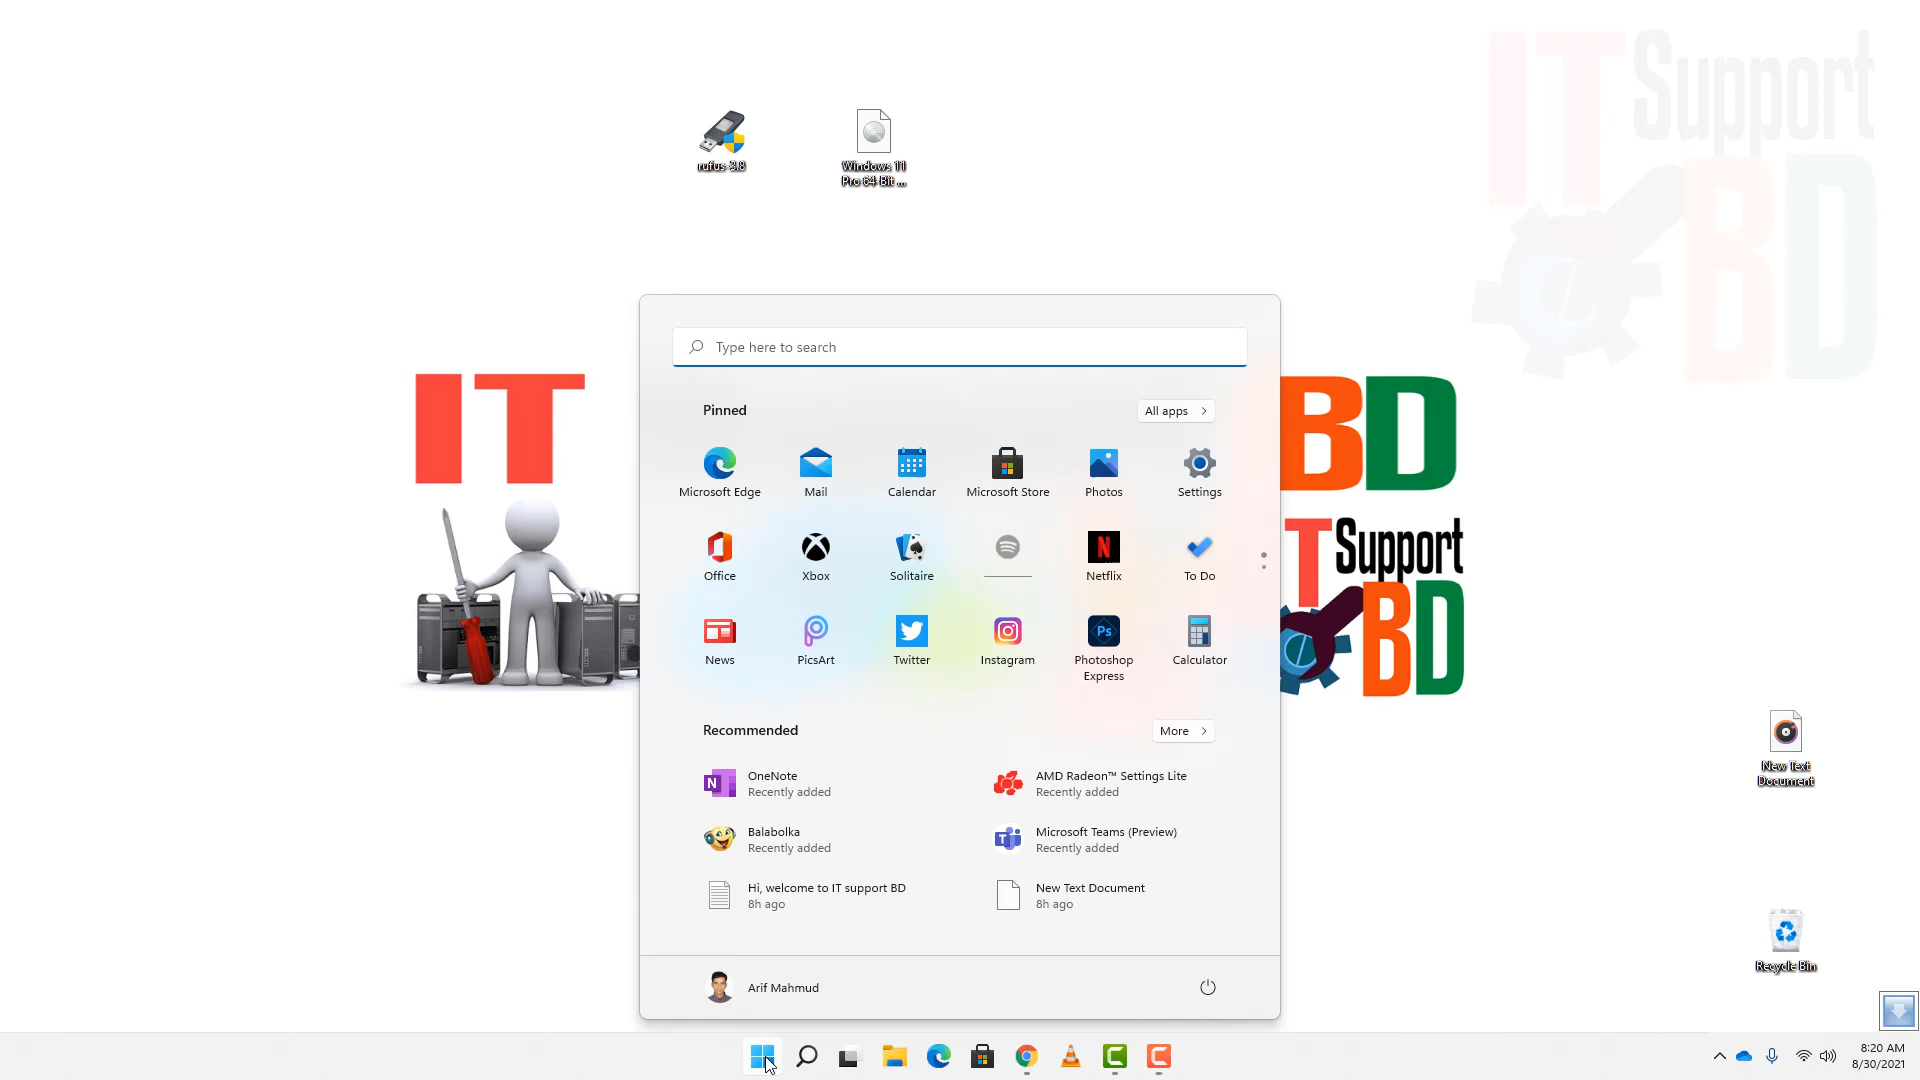 IT Support
BD
rufus-3.8
Windows 11
Pro 64-Bit ...
Type here to search
Pinned
All apps
Microsoft Edge
Mail
Calendar
Microsoft Store
Photos
Settings
Office
Xbox
Solitaire
Netflix
To Do
News
PicsArt
Twitter
Instagram
Photoshop
Express
Calculator
IT
BD
T Support
BD
Recommended
More
OneNote
Recently added
AMD Radeon™ Settings Lite
Recently added
Balabolka
Recently added
Microsoft Teams (Preview)
Recently added
Hi, welcome to IT support BD
8h ago
New Text Document
8h ago
New Text
Document
Recycle Bin
Arif Mahmud
8:20 AM
8/30/2021